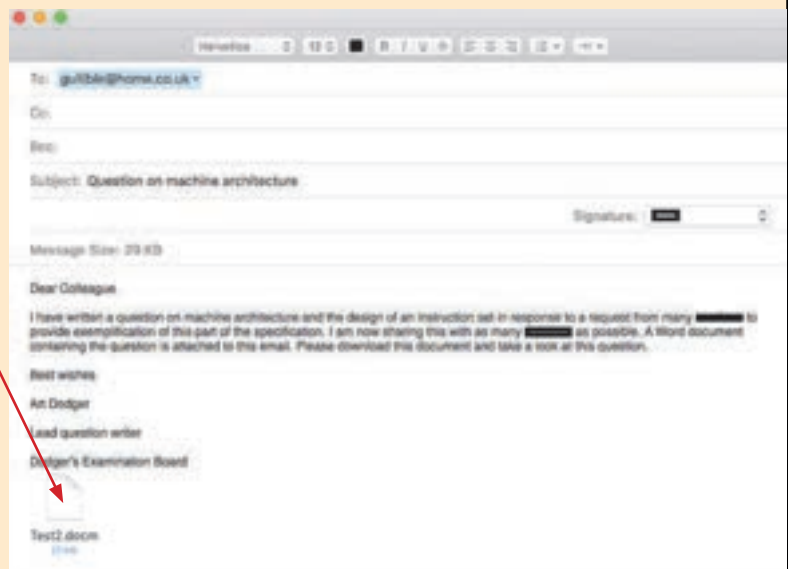 Helvetica 12 B I U
To: gullible@home.co.uk
Cc:
Bcc:
Subject: Question on machine architecture
Signature:
Message Size: 29 KB
Dear Colleague
I have written a question on machine architecture and the design of an instruction set in response to a request from many to
provide exemplification of this part of the specification. I am now sharing this with as many as possible. A Word document
containing the question is attached to this email. Please download this document and take a look at this question.
Best wishes
Art Dodger
Lead question writer
Dodger's Examination Board
Test2.docm